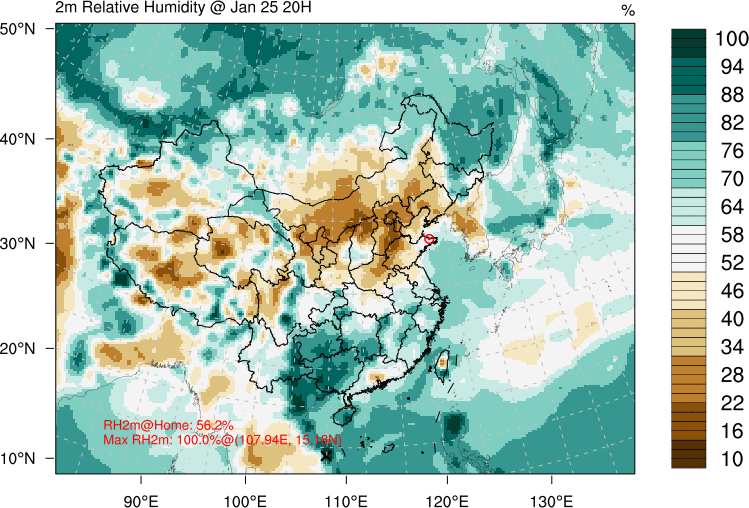 2m Relative Humidity @ Jan 25 20H
%
50°N
40°N
30°N
20°N
10°N
90°E
100°E
110°E
120°E
130°E
RH2m@Home: 56.2%
Max RH2m: 100.0%@(107.94E, 15.18N)
100
94
88
82
76
70
64
58
52
46
40
34
28
22
16
10